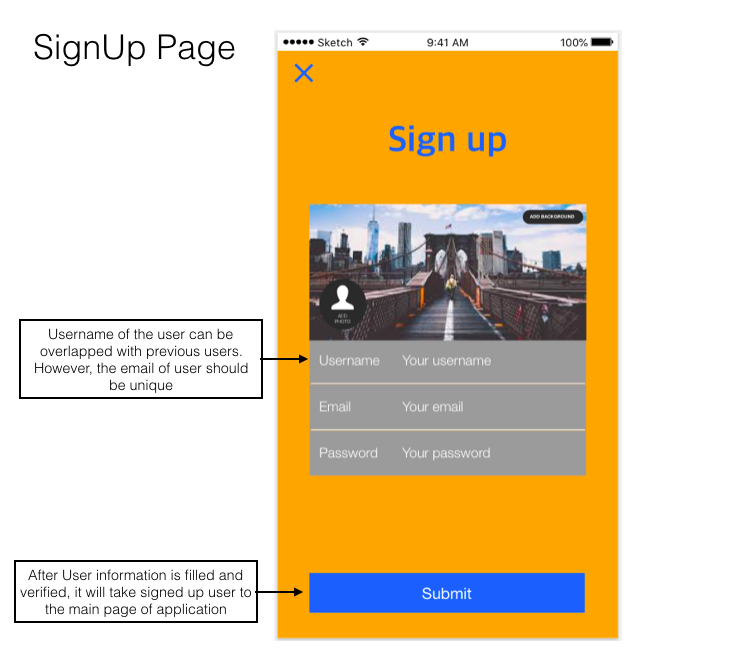 SignUp Page
Sketch
9:41 AM
100%
Sign up
ADD BACKGROUND
ADD
PHOTO
Username of the user can be
overlapped with previous users.
However, the email of user should
be unique
Username Your username
Email Your email
Password Your password
After User information is filled and
verified, it will take signed up user to
the main page of application
Submit